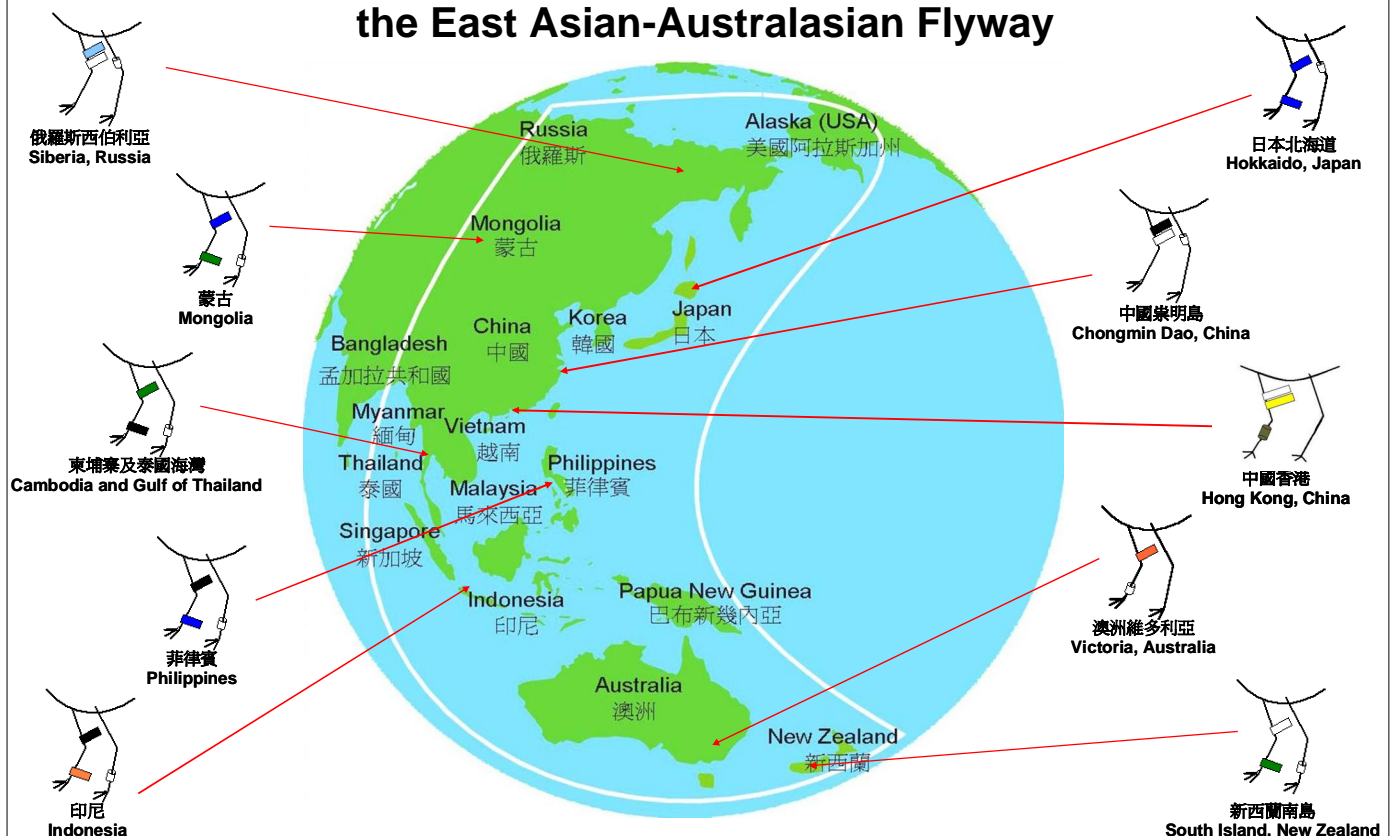 the East Asian-Australasian Flyway
俄羅斯西伯利亞
Siberia, Russia
日本北海道
Hokkaido, Japan
Russia
俄羅斯
Alaska (USA)
美國阿拉斯加州
蒙古
Mongolia
Mongolia
蒙古
中國崇明島
Chongmin Dao, China
China
中國
Korea
韓國
Japan
日本
Bangladesh
孟加拉共和國
Myanmar
緬甸
Vietnam
越南
柬埔寨及泰國海灣
Cambodia and Gulf of Thailand
Thailand
泰國
Malaysia
馬來西亞
Philippines
菲律賓
中國香港
Hong Kong, China
Singapore
新加坡
Indonesia
印尼
Papua New Guinea
巴布新幾內亞
菲律賓
Philippines
澳洲維多利亞
Victoria, Australia
Australia
澳洲
New Zealand
新西蘭
印尼
Indonesia
新西蘭南島
South Island, New Zealand